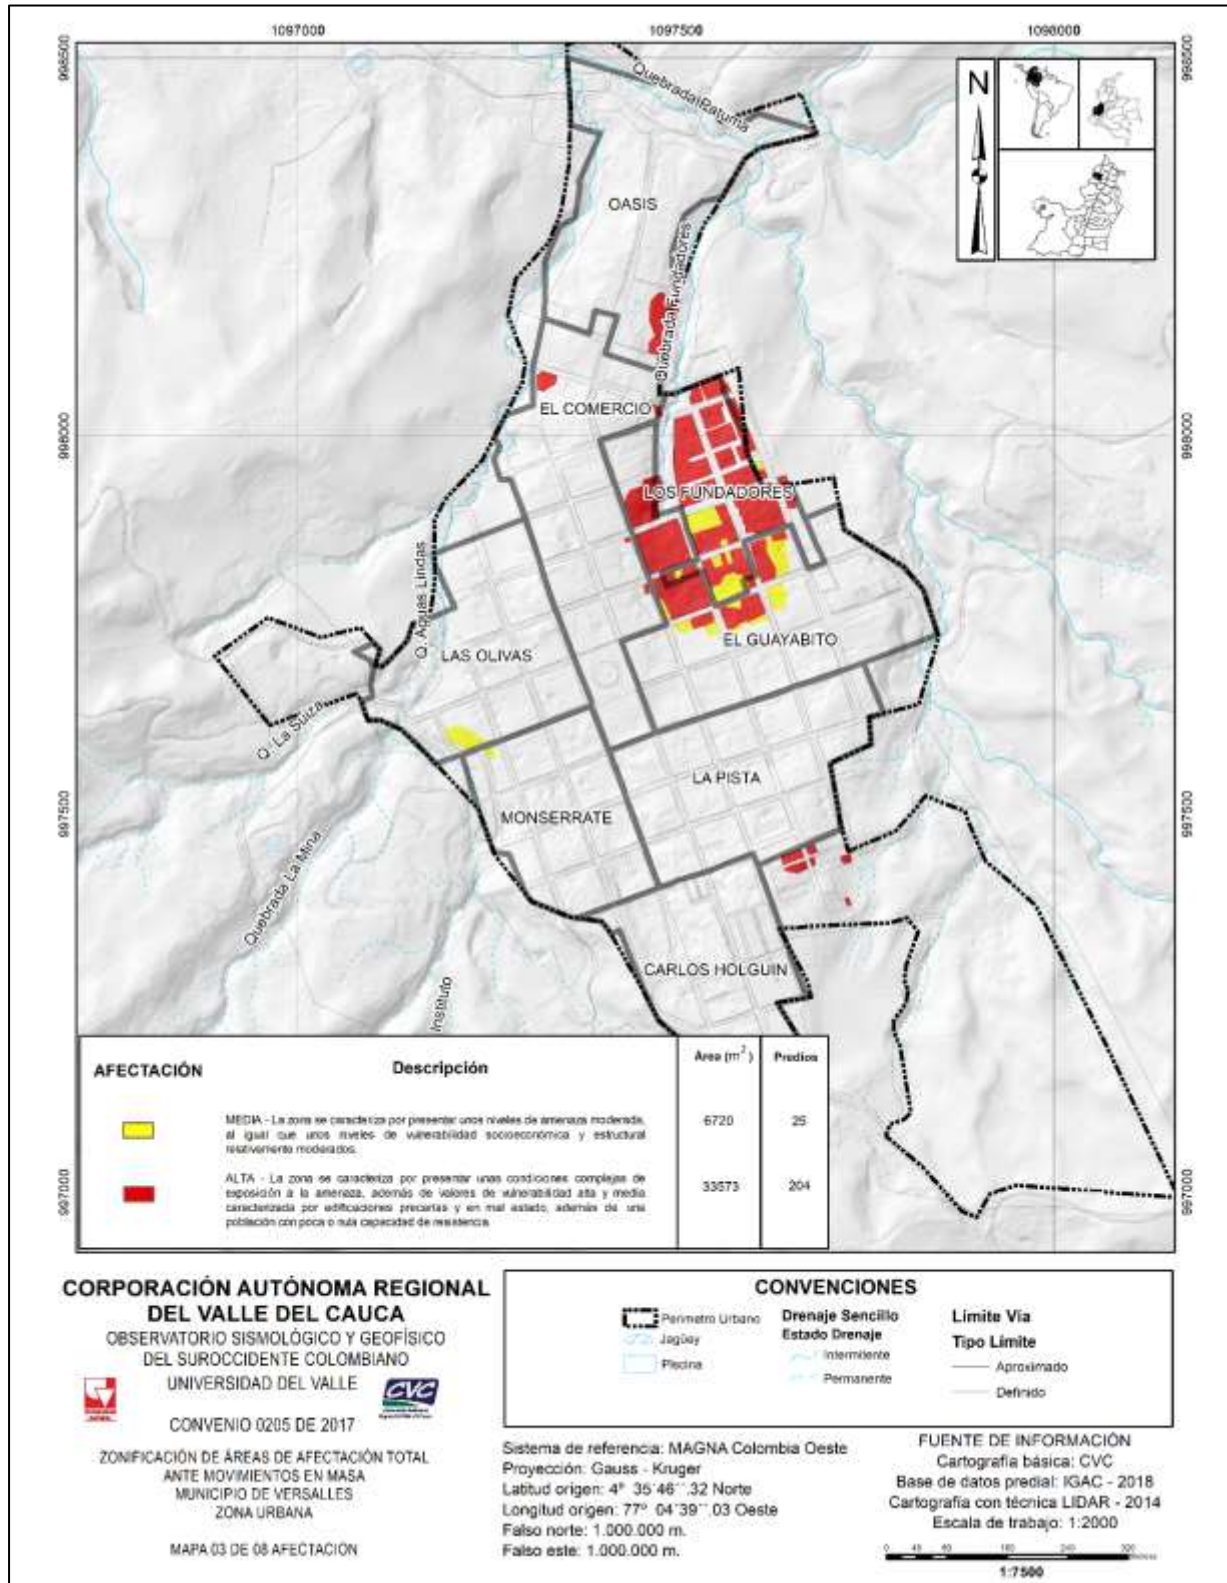 1097000
1097500
1098000
998500
998500
N
Quebrada Patuma
OASIS
Quebrada Fundadores
EL COMERCIO
998000
998000
LOS FUNDADORES
Q. Aguas Lindas
LAS OLIVAS
EL GUAYABITO
Q. La Suiza
LA PISTA
MONSERRATE
997500
997500
Quebrada La Mina
CARLOS HOLGUIN
Instituto
AFECTACIÓN
Descripción
Area (m²)
Predios
MEDIA - La zona se caracteriza por presentar unos niveles de amenaza moderada,
al igual que unos niveles de vulnerabilidad socioeconómica y estructural
relativamente moderados.
6720
25
ALTA - La zona se caracteriza por presentar unas condiciones complejas de
exposición a la amenaza, además de valores de vulnerabilidad alta y media
caracterizada por edificaciones precarias y en mal estado, además de una
población con poca o nula capacidad de resistencia.
33573
204
997000
997000
CORPORACIÓN AUTÓNOMA REGIONAL
DEL VALLE DEL CAUCA
OBSERVATORIO SISMOLÓGICO Y GEOFÍSICO
DEL SUROCCIDENTE COLOMBIANO
UNIVERSIDAD DEL VALLE
CVC
CONVENIO 0205 DE 2017
ZONIFICACIÓN DE ÁREAS DE AFECTACIÓN TOTAL
ANTE MOVIMIENTOS EN MASA
MUNICIPIO DE VERSALLES
ZONA URBANA
MAPA 03 DE 08 AFECTACIÓN
CONVENCIONES
Perimetro Urbano
Jagüey
Piscina
Drenaje Sencillo
Estado Drenaje
Intermitente
Permanente
Límite Vía
Tipo Límite
Aproximado
Definido
Sistema de referencia: MAGNA Colombia Oeste
Proyección: Gauss - Kruger
Latitud origen: 4º 35´46´´.32 Norte
Longitud origen: 77º 04´39´´.03 Oeste
Falso norte: 1.000.000 m.
Falso este: 1.000.000 m.
FUENTE DE INFORMACIÓN
Cartografía básica: CVC
Base de datos predial: IGAC - 2018
Cartografía con técnica LIDAR - 2014
Escala de trabajo: 1:2000
1:7500